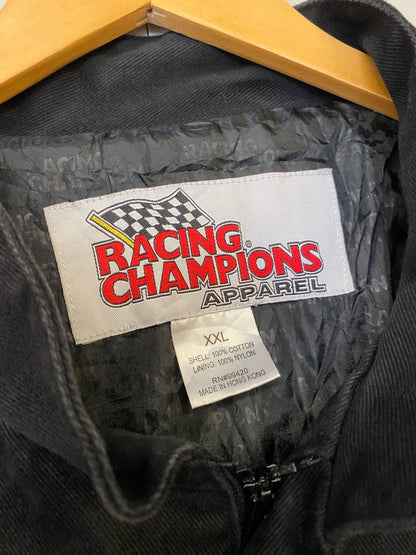 RACING
CHAMPIONS®
APPAREL
XXL
SHELL: 100% COTTON
LINING: 100% NYLON
RN#99420
MADE IN HONG KONG